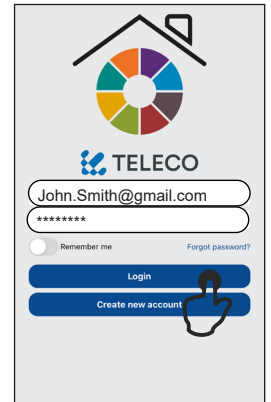 TELECO
John.Smith@gmail.com
********
Remember me Forgot password?
Login
Create new account